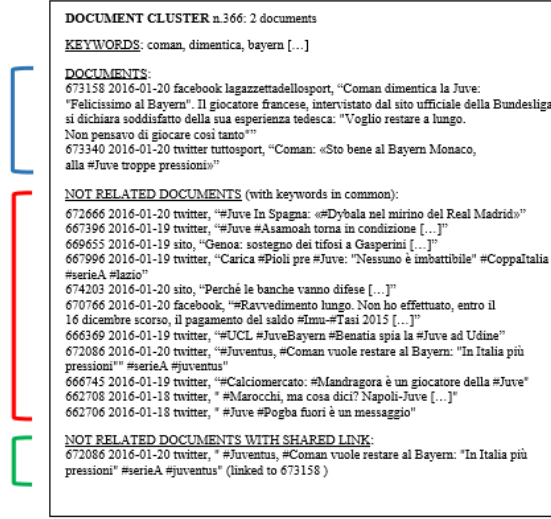 DOCUMENT CLUSTER n.366: 2 documents
KEYWORDS: coman, dimentica, bayern […]
DOCUMENTS:
673158 2016-01-20 facebook lagazzettadellosport, “Coman dimentica la Juve:
"Felicissimo al Bayern". Il giocatore francese, intervistato dal sito ufficiale della Bundesliga
si dichiara soddisfatto della sua esperienza tedesca: "Voglio restare a lungo.
Non pensavo di giocare così tanto"”
673340 2016-01-20 twitter tuttosport, “Coman: «Sto bene al Bayern Monaco,
alla #Juve troppe pressioni»”
NOT RELATED DOCUMENTS (with keywords in common):
672666 2016-01-20 twitter, “#Juve In Spagna: «#Dybala nel mirino del Real Madrid»”
667396 2016-01-19 twitter, “#Juve #Asamoah torna in condizione […]”
669655 2016-01-19 sito, “Genoa: sostegno dei tifosi a Gasperini […]”
667996 2016-01-19 twitter, “Carica #Pioli pre #Juve: "Nessuno è imbattibile" #CoppaItalia
#serieA #lazio”
674203 2016-01-20 sito, “Perché le banche vanno difese […]”
670766 2016-01-20 facebook, “#Ravvedimento lungo. Non ho effettuato, entro il
16 dicembre scorso, il pagamento del saldo #Imu-#Tasi 2015 […]”
666369 2016-01-19 twitter, “#UCL #JuveBayern #Benatia spia la #Juve ad Udine”
672086 2016-01-20 twitter, “#Juventus, #Coman vuole restare al Bayern: "In Italia più
pressioni"" #serieA #juventus"
666745 2016-01-19 twitter, “#Calciomercato: #Mandragora è un giocatore della #Juve"
662708 2016-01-18 twitter, " #Marocchi, ma cosa dici? Napoli-Juve […]"
662706 2016-01-18 twitter, " #Juve #Pogba fuori è un messaggio"
NOT RELATED DOCUMENTS WITH SHARED LINK:
672086 2016-01-20 twitter, " #Juventus, #Coman vuole restare al Bayern: "In Italia più
pressioni" #serieA #juventus" (linked to 673158 )